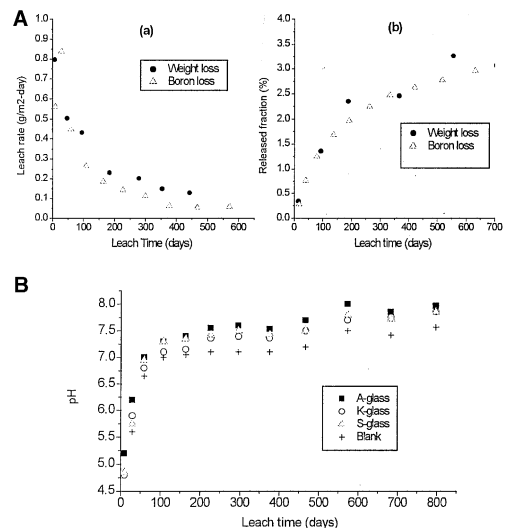 A
(a)
Leach rate (g/m2-day)
0.0
0.1
0.2
0.3
0.4
0.5
0.6
0.7
0.8
0.9
1.0
Weight loss
Boron loss
0 100 200 300 400 500 600
Leach Time (days)
(b)
Released fraction (%)
4.0
3.5
3.0
2.5
2.0
1.5
1.0
0.5
0.0
Weight loss
Boron loss
0 100 200 300 400 500 600 700
Leach time (days)
B
pH
8.0
7.5
7.0
6.5
6.0
5.5
5.0
4.5
A-glass
K-glass
S-glass
Blank
0 100 200 300 400 500 600 700 800
Leach time (days)